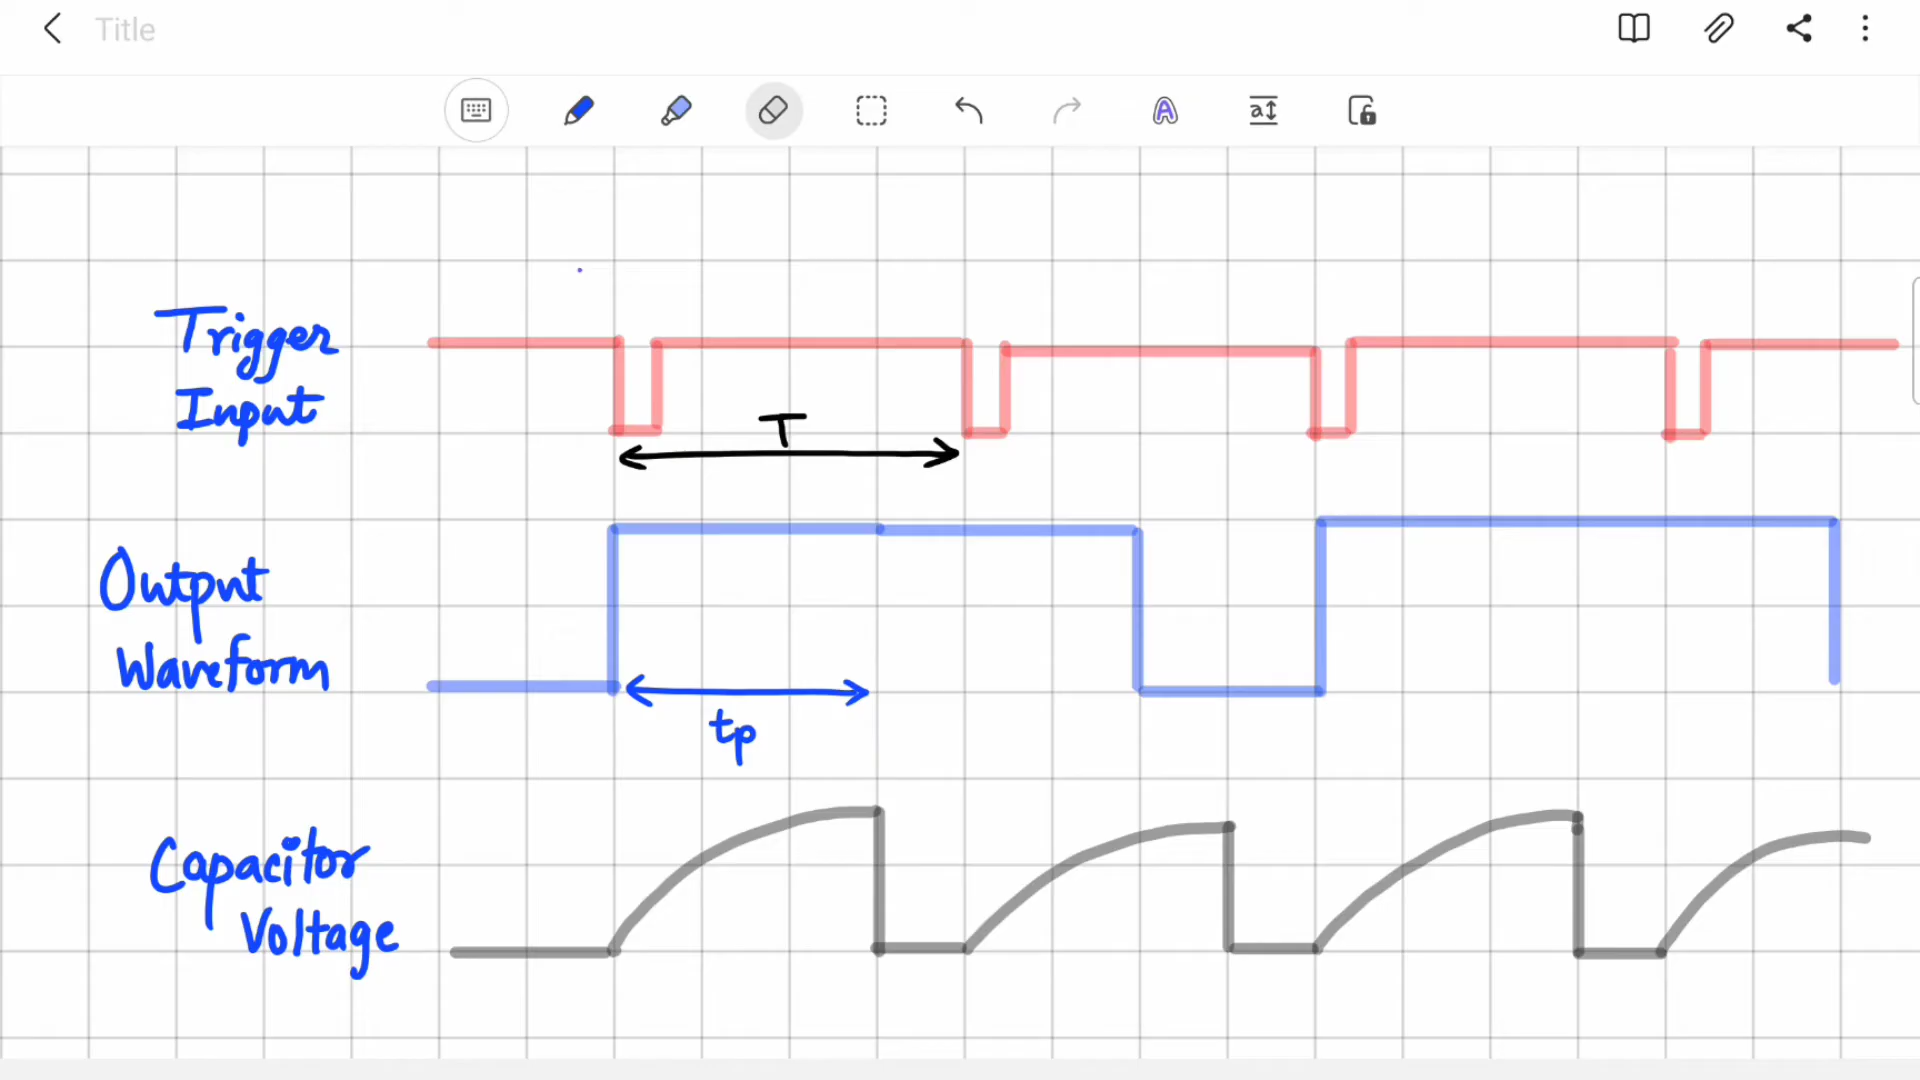 Title
Trigger
Input
T
Output
Waveform
tp
Capacitor
Voltage